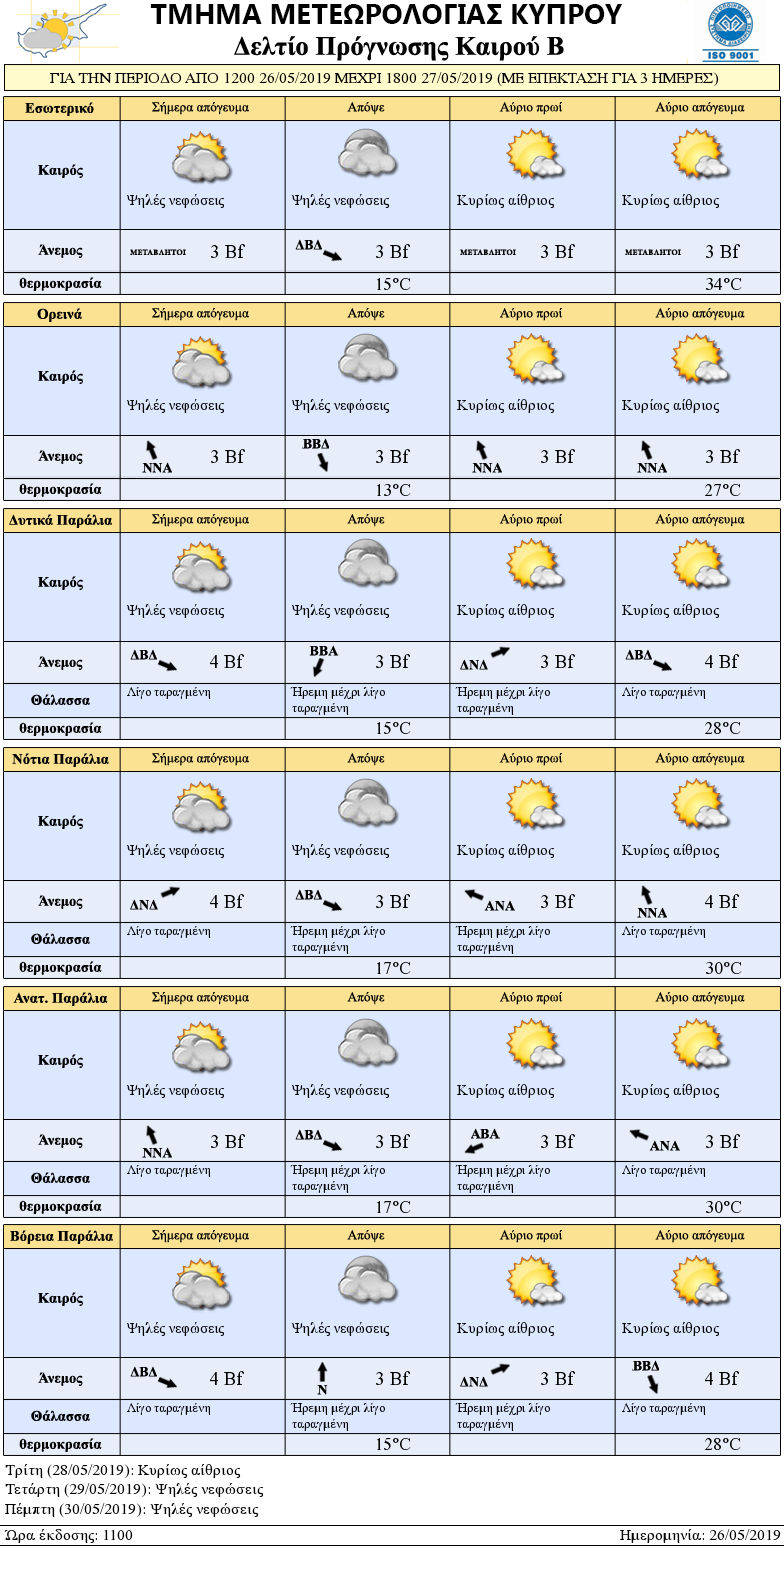 ΤΜΗΜΑ ΜΕΤΕΩΡΟΛΟΓΙΑΣ ΚΥΠΡΟΥ
Δελτίο Πρόγνωσης Καιρού Β
ISO 9001
ΓΙΑ ΤΗΝ ΠΕΡΙΟΔΟ ΑΠΟ 1200 26/05/2019 ΜΕΧΡΙ 1800 27/05/2019 (ΜΕ ΕΠΕΚΤΑΣΗ ΓΙΑ 3 ΗΜΕΡΕΣ)
Εσωτερικό Σήμερα απόγευμα Απόψε Αύριο πρωί Αύριο απόγευμα
Καιρός
Ψηλές νεφώσεις Ψηλές νεφώσεις Κυρίως αίθριος Κυρίως αίθριος
Άνεμος ΜΕΤΑΒΛΗΤΟΙ 3 Bf ΔΒΔ 3 Bf ΜΕΤΑΒΛΗΤΟΙ 3 Bf ΜΕΤΑΒΛΗΤΟΙ 3 Bf
θερμοκρασία 15°C 34°C
Ορεινά Σήμερα απόγευμα Απόψε Αύριο πρωί Αύριο απόγευμα
Καιρός
Ψηλές νεφώσεις Ψηλές νεφώσεις Κυρίως αίθριος Κυρίως αίθριος
Άνεμος ΝΝΑ 3 Bf ΒΒΔ 3 Bf ΝΝΑ 3 Bf ΝΝΑ 3 Bf
θερμοκρασία 13°C 27°C
Δυτικά Παράλια Σήμερα απόγευμα Απόψε Αύριο πρωί Αύριο απόγευμα
Καιρός
Ψηλές νεφώσεις Ψηλές νεφώσεις Κυρίως αίθριος Κυρίως αίθριος
Άνεμος ΔΒΔ 4 Bf ΒΒΑ 3 Bf ΔΝΔ 3 Bf ΔΒΔ 4 Bf
Θάλασσα Λίγο ταραγμένη Ήρεμη μέχρι λίγο ταραγμένη Ήρεμη μέχρι λίγο ταραγμένη Λίγο ταραγμένη
θερμοκρασία 15°C 28°C
Νότια Παράλια Σήμερα απόγευμα Απόψε Αύριο πρωί Αύριο απόγευμα
Καιρός
Ψηλές νεφώσεις Ψηλές νεφώσεις Κυρίως αίθριος Κυρίως αίθριος
Άνεμος ΔΝΔ 4 Bf ΔΒΔ 3 Bf ΑΝΑ 3 Bf ΝΝΑ 4 Bf
Θάλασσα Λίγο ταραγμένη Ήρεμη μέχρι λίγο ταραγμένη Ήρεμη μέχρι λίγο ταραγμένη Λίγο ταραγμένη
θερμοκρασία 17°C 30°C
Ανατ. Παράλια Σήμερα απόγευμα Απόψε Αύριο πρωί Αύριο απόγευμα
Καιρός
Ψηλές νεφώσεις Ψηλές νεφώσεις Κυρίως αίθριος Κυρίως αίθριος
Άνεμος ΝΝΑ 3 Bf ΔΒΔ 3 Bf ΑΒΑ 3 Bf ΑΝΑ 3 Bf
Θάλασσα Λίγο ταραγμένη Ήρεμη μέχρι λίγο ταραγμένη Ήρεμη μέχρι λίγο ταραγμένη Λίγο ταραγμένη
θερμοκρασία 17°C 30°C
Βόρεια Παράλια Σήμερα απόγευμα Απόψε Αύριο πρωί Αύριο απόγευμα
Καιρός
Ψηλές νεφώσεις Ψηλές νεφώσεις Κυρίως αίθριος Κυρίως αίθριος
Άνεμος ΔΒΔ 4 Bf Ν 3 Bf ΔΝΔ 3 Bf ΒΒΔ 4 Bf
Θάλασσα Λίγο ταραγμένη Ήρεμη μέχρι λίγο ταραγμένη Ήρεμη μέχρι λίγο ταραγμένη Λίγο ταραγμένη
θερμοκρασία 15°C 28°C
Τρίτη (28/05/2019): Κυρίως αίθριος
Τετάρτη (29/05/2019): Ψηλές νεφώσεις
Πέμπτη (30/05/2019): Ψηλές νεφώσεις
Ώρα έκδοσης: 1100 Ημερομηνία: 26/05/2019